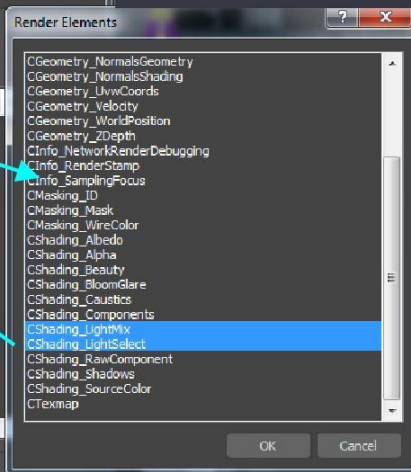 Render Elements
CGeometry_NormalsGeometry
CGeometry_NormalsShading
CGeometry_UvwCoords
CGeometry_Velocity
CGeometry_WorldPosition
CGeometry_ZDepth
CInfo_NetworkRenderDebugging
CInfo_RenderStamp
CInfo_SamplingFocus
CMasking_ID
CMasking_Mask
CMasking_WireColor
CShading_Albedo
CShading_Alpha
CShading_Beauty
CShading_BloomGlare
CShading_Caustics
CShading_Components
CShading_LightMix
CShading_LightSelect
CShading_RawComponent
CShading_Shadows
CShading_SourceColor
CTexmap
OK Cancel